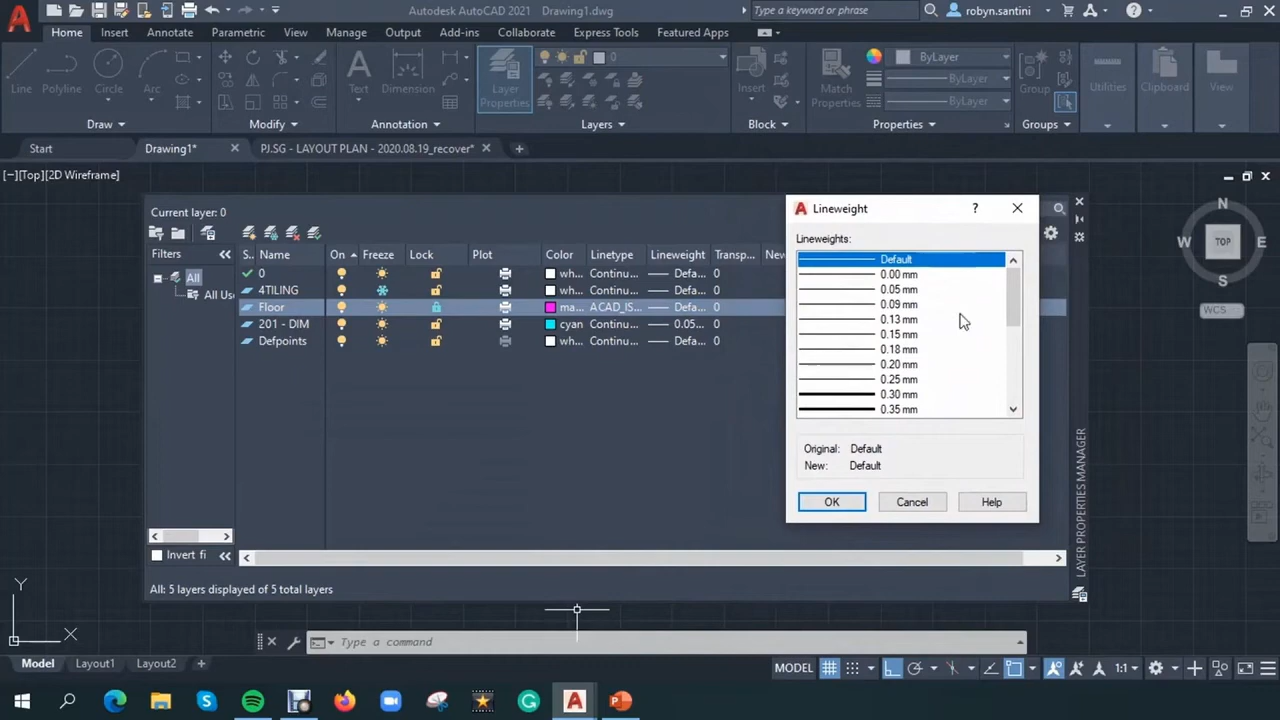 Autodesk AutoCAD 2021 Drawing1.dwg
Type a keyword or phrase
robyn.santini
Home Insert Annotate Parametric View Manage Output Add-ins Collaborate Express Tools Featured Apps
0
ByLayer
ByLayer
ByLayer
Line Polyline Circle Arc Text Dimension Layer Properties Insert Match Properties Group Utilities Clipboard View
Draw Modify Annotation Layers Block Properties Groups
Start Drawing1* PJ.SG - LAYOUT PLAN - 2020.08.19_recover*
[−][Top][2D Wireframe]
Current layer: 0
Filters
All
All Us
S.. Name On Freeze Lock Plot Color Linetype Lineweight Transp... New
0 wh... Continu... Defa... 0
4TILING wh... Continu... Defa... 0
Floor ma... ACAD_IS... Defa... 0
201 - DIM cyan Continu... 0.05... 0
Defpoints wh... Continu... Defa... 0
Invert fi
All: 5 layers displayed of 5 total layers
LAYER PROPERTIES MANAGER
Lineweight
Lineweights:
Default
0.00 mm
0.05 mm
0.09 mm
0.13 mm
0.15 mm
0.18 mm
0.20 mm
0.25 mm
0.30 mm
0.35 mm
Original: Default
New: Default
OK Cancel Help
N
W TOP E
S
WCS
Y
X
Type a command
Model Layout1 Layout2
MODEL 1:1